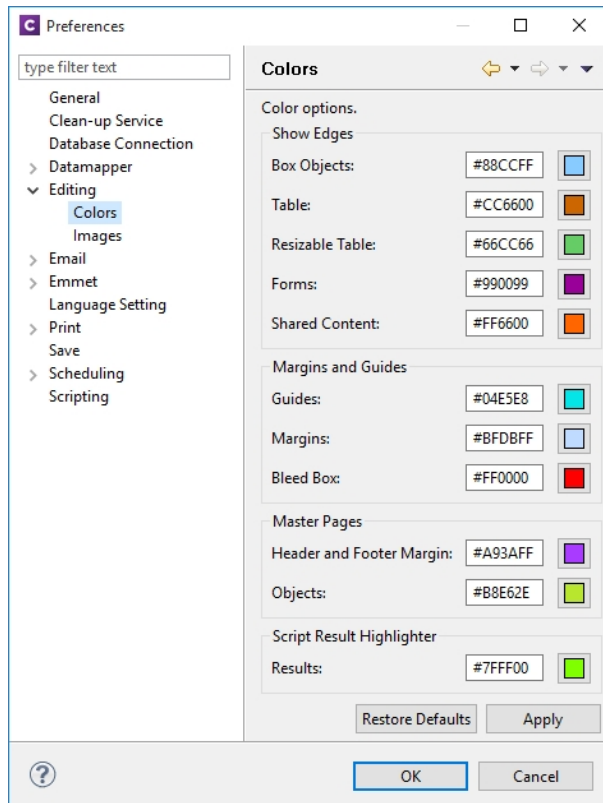 C Preferences
type filter text
General
Clean-up Service
Database Connection
Datamapper
Editing
Colors
Images
Email
Emmet
Language Setting
Print
Save
Scheduling
Scripting
Colors
Color options.
Show Edges
Box Objects: #88CCFF
Table: #CC6600
Resizable Table: #66CC66
Forms: #990099
Shared Content: #FF6600
Margins and Guides
Guides: #04E5E8
Margins: #BFDBFF
Bleed Box: #FF0000
Master Pages
Header and Footer Margin: #A93AFF
Objects: #B8E62E
Script Result Highlighter
Results: #7FFF00
Restore Defaults Apply
? OK Cancel